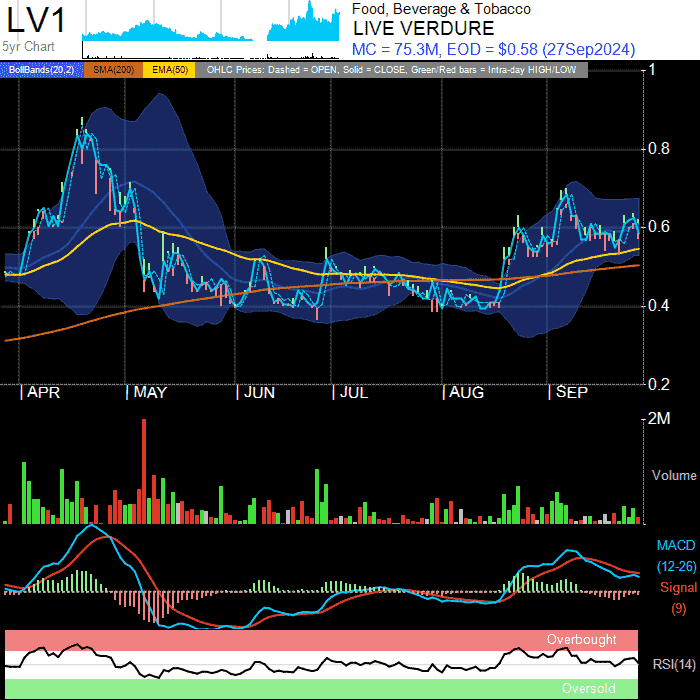 LV1
5yr Chart
Food, Beverage & Tobacco
LIVE VERDURE
MC = 75.3M, EOD = $0.58 (27Sep2024)
BollBands(20,2) SMA(200) EMA(50) OHLC Prices: Dashed = OPEN, Solid = CLOSE, Green/Red bars = Intra-day HIGH/LOW
1
0.8
0.6
0.4
0.2
| APR | MAY | JUN | JUL | AUG | SEP
2M
Volume
MACD
(12-26)
Signal
(9)
Overbought
RSI(14)
Oversold